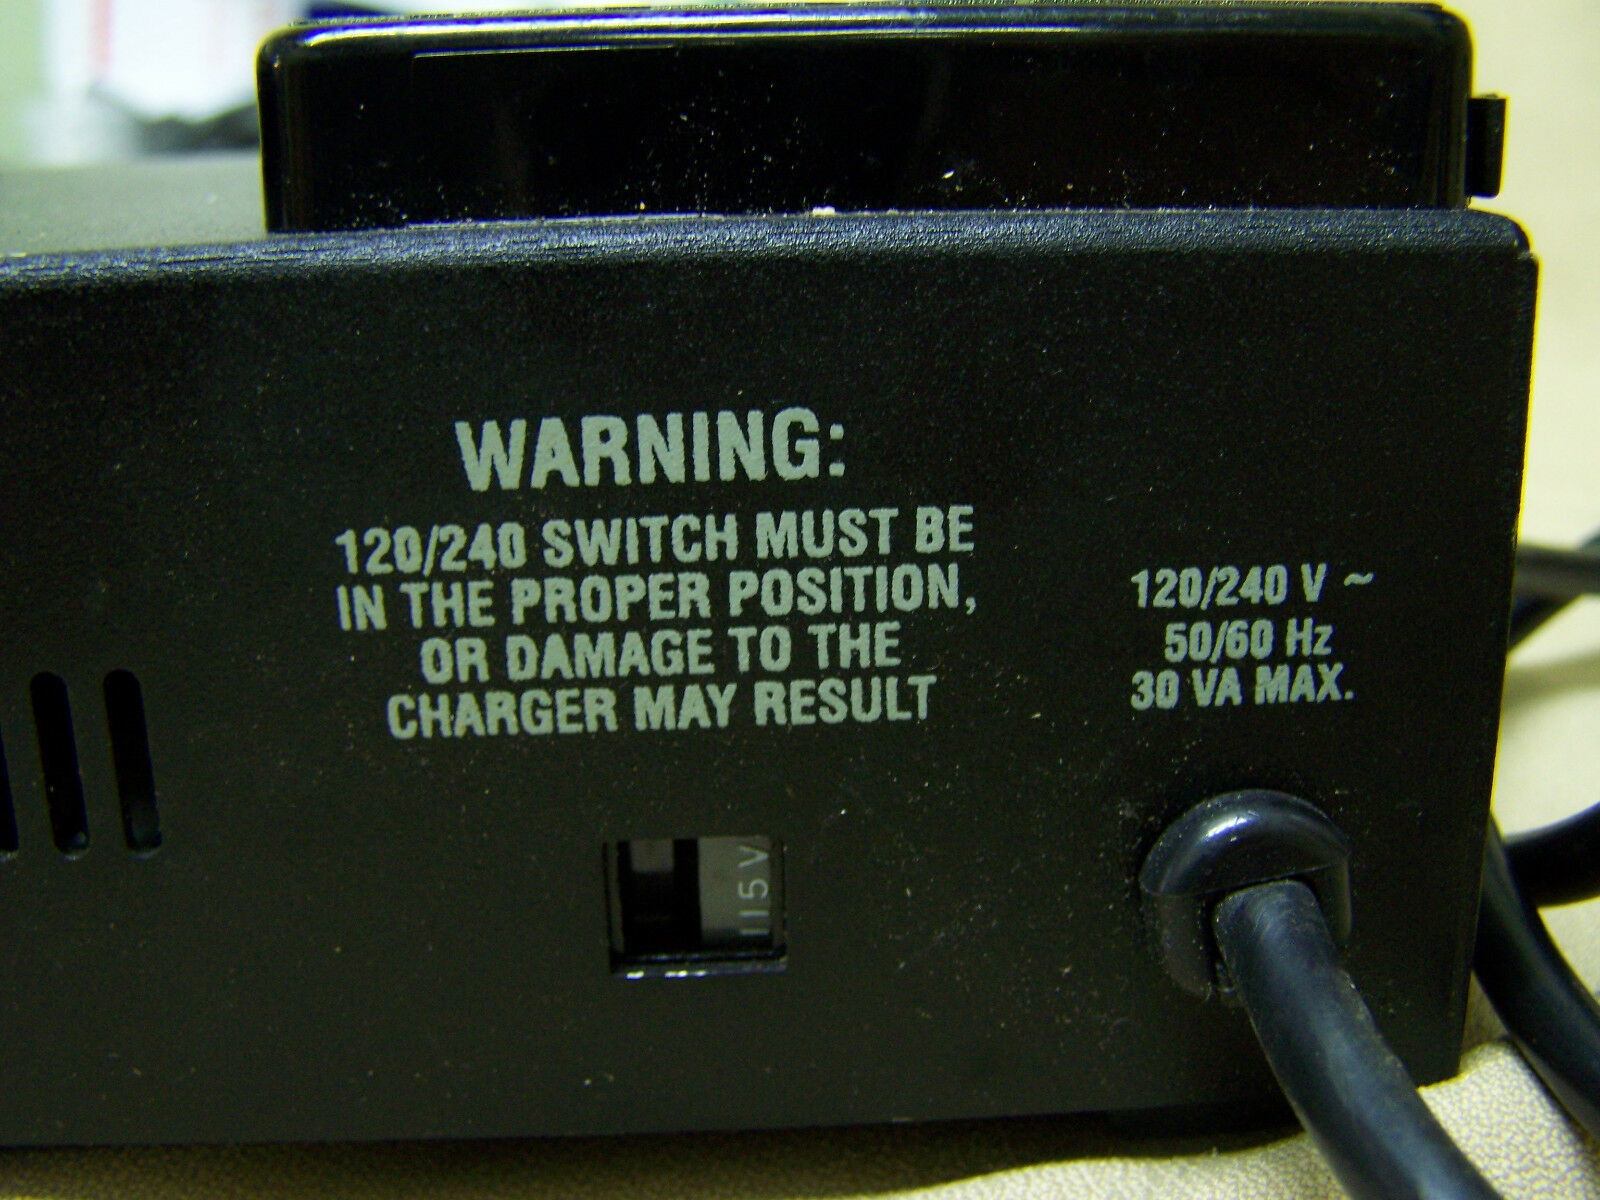 WARNING:
120/240 SWITCH MUST BE
IN THE PROPER POSITION,
OR DAMAGE TO THE
CHARGER MAY RESULT
120/240 V ~
50/60 Hz
30 VA MAX.
115V